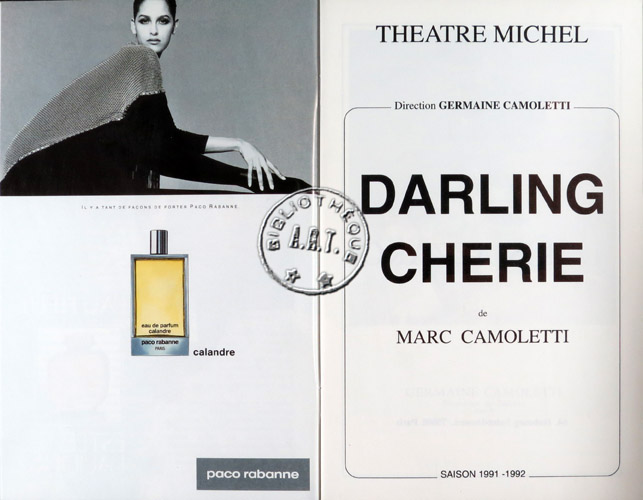 IL Y A TANT DE FAÇONS DE PORTER PACO RABANNE.
eau de parfum
calandre
paco rabanne
PARIS
calandre
paco rabanne
BIBLIOTHÈQUE
A.R.T.
THEATRE MICHEL
Direction GERMAINE CAMOLETTI
DARLING
CHERIE
de
MARC CAMOLETTI
SAISON 1991 -1992